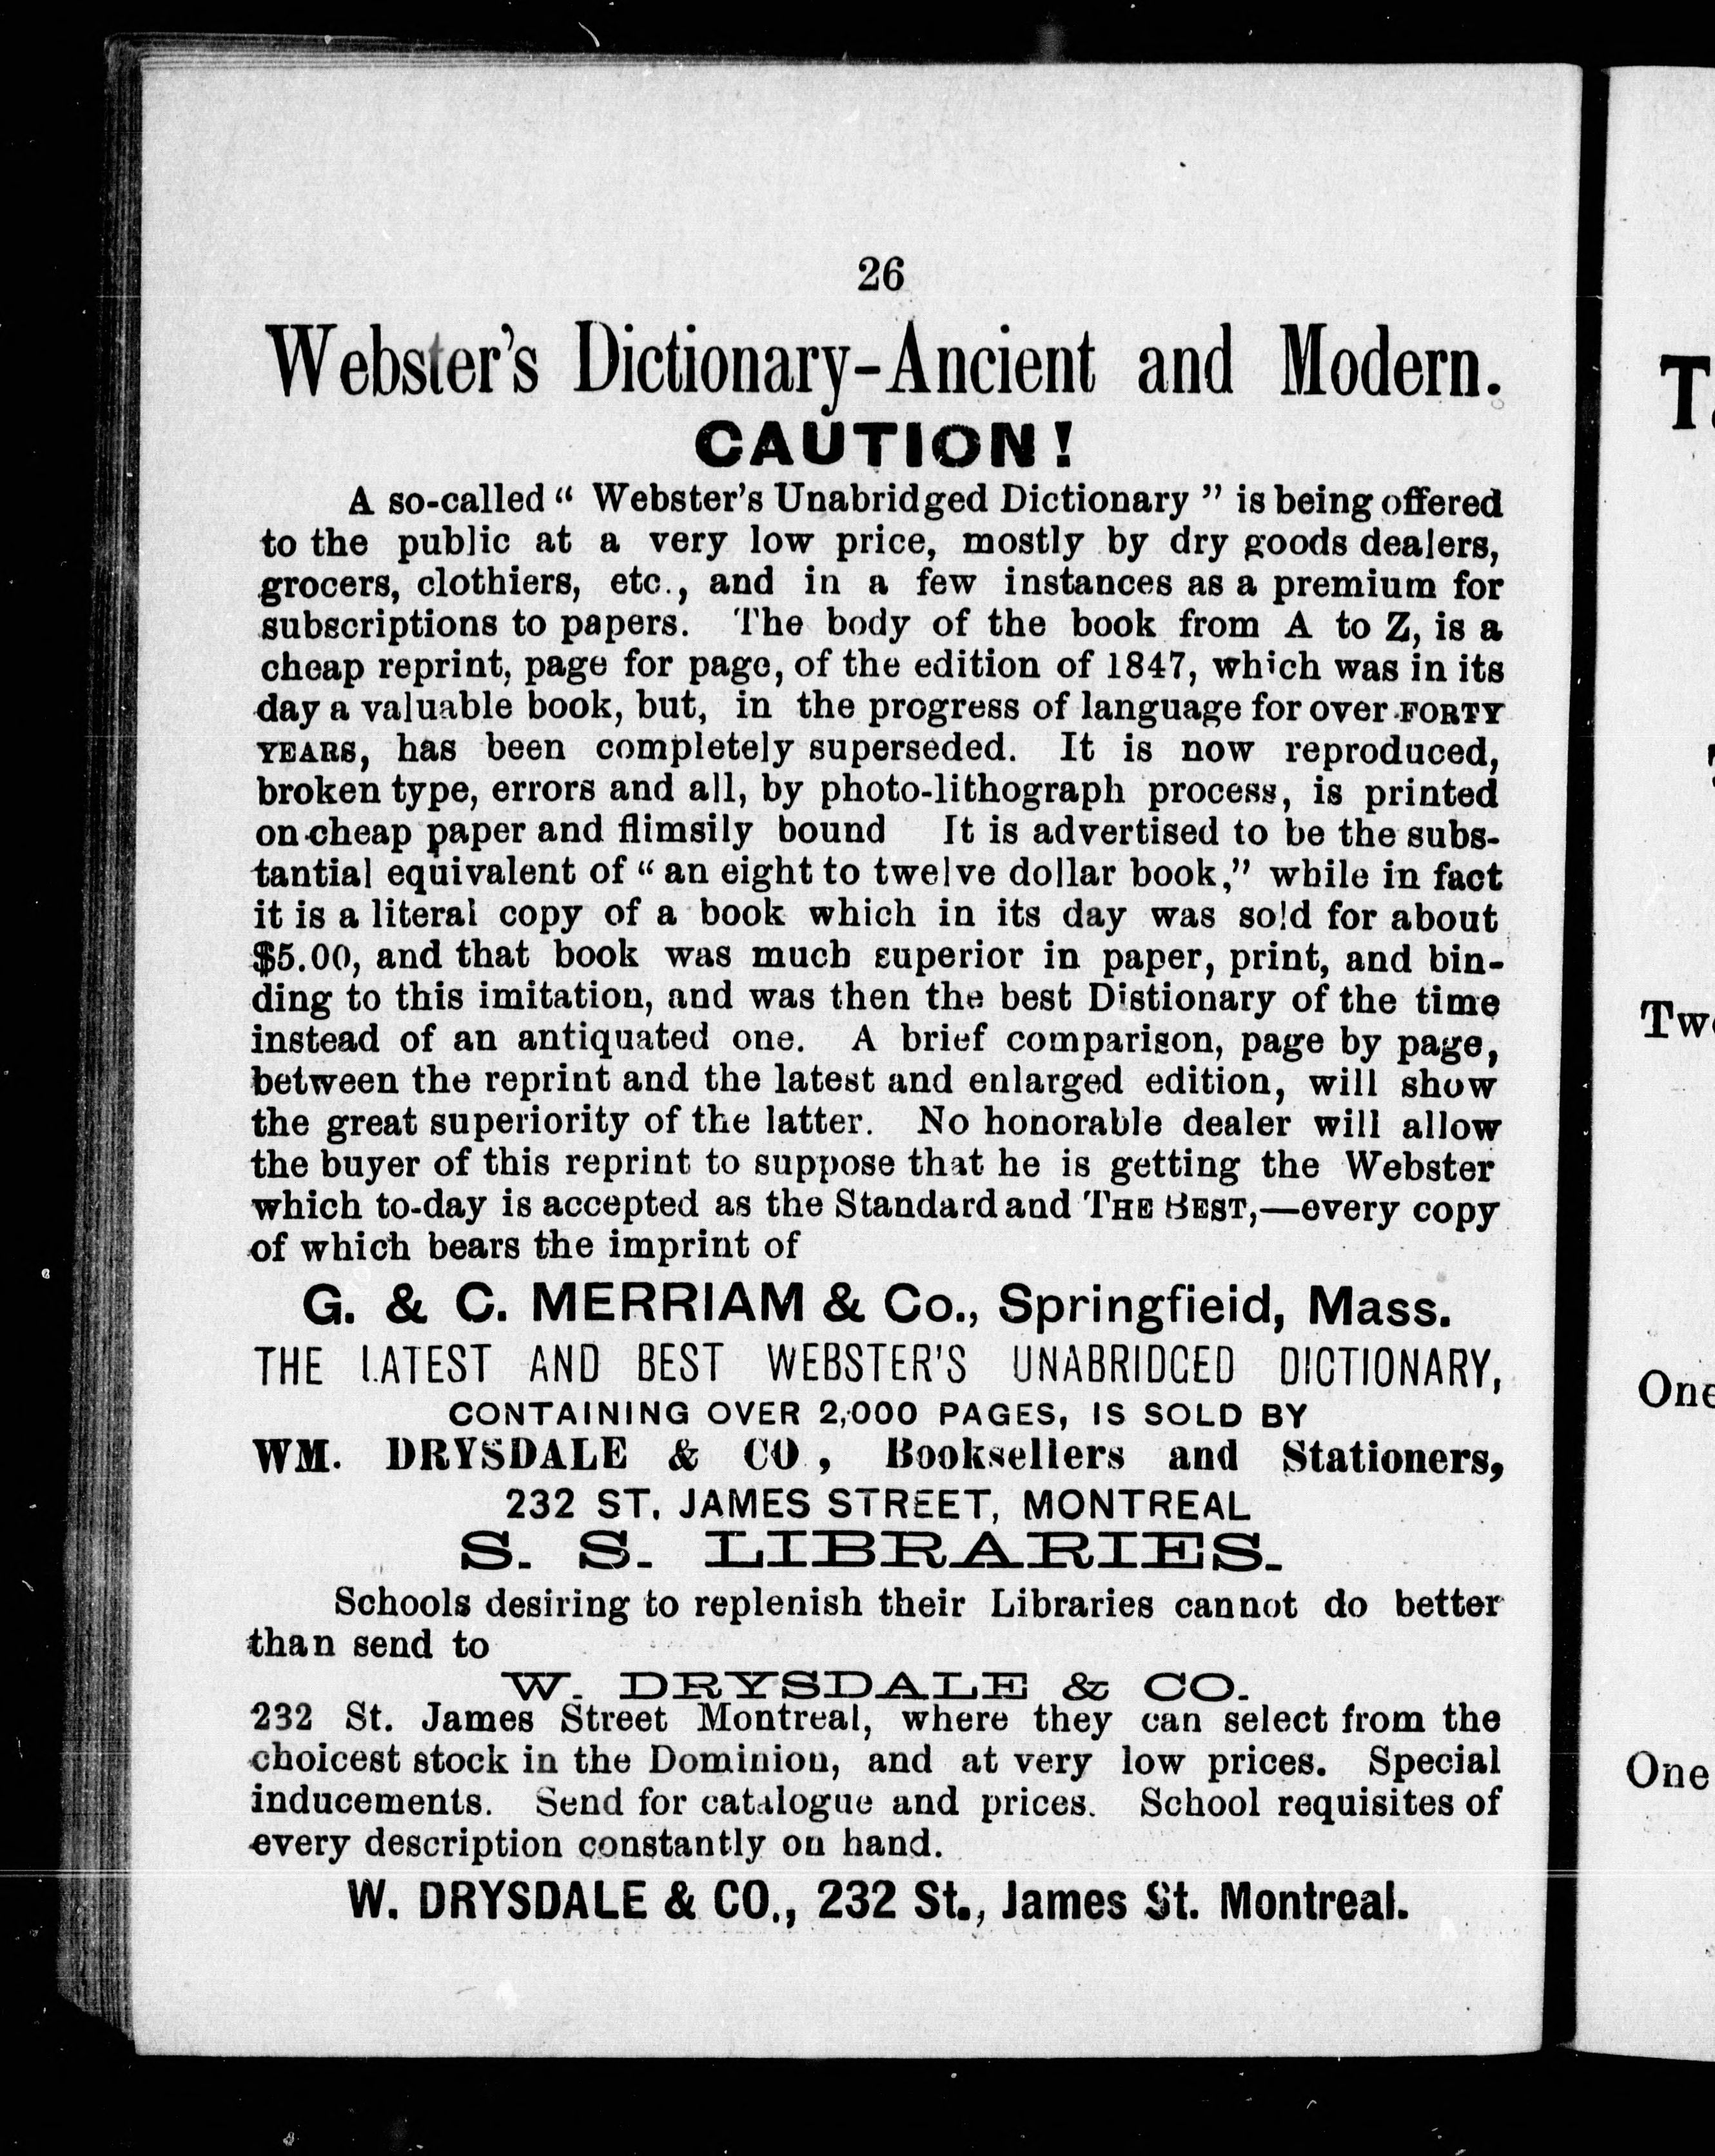 26
Webster's Dictionary-Ancient and Modern.
CAUTION!
A so-called “ Webster's Unabridged Dictionary ” is being offered
to the public at a very low price, mostly by dry goods dealers,
grocers, clothiers, etc., and in a few instances as a premium for
subscriptions to papers. The body of the book from A to Z, is a
cheap reprint, page for page, of the edition of 1847, which was in its
day a valuable book, but, in the progress of language for over FORTY
YEARS, has been completely superseded. It is now reproduced,
broken type, errors and all, by photo-lithograph process, is printed
on cheap paper and flimsily bound It is advertised to be the subs-
tantial equivalent of “ an eight to twelve dollar book,” while in fact
it is a literal copy of a book which in its day was sold for about
$5.00, and that book was much superior in paper, print, and bin-
ding to this imitation, and was then the best Distionary of the time
instead of an antiquated one. A brief comparison, page by page,
between the reprint and the latest and enlarged edition, will show
the great superiority of the latter. No honorable dealer will allow
the buyer of this reprint to suppose that he is getting the Webster
which to-day is accepted as the Standard and THE BEST,—every copy
of which bears the imprint of
G. & C. MERRIAM & Co., Springfieid, Mass.
THE LATEST AND BEST WEBSTER'S UNABRIDGED DICTIONARY,
CONTAINING OVER 2,000 PAGES, IS SOLD BY
WM. DRYSDALE & CO , Booksellers and Stationers,
232 ST. JAMES STREET, MONTREAL
S. S. LIBRARIES.
Schools desiring to replenish their Libraries cannot do better
than send to
W. DRYSDALE & CO.
232 St. James Street Montreal, where they can select from the
choicest stock in the Dominion, and at very low prices. Special
inducements. Send for catalogue and prices. School requisites of
every description constantly on hand.
W. DRYSDALE & CO., 232 St., James St. Montreal.
One
One